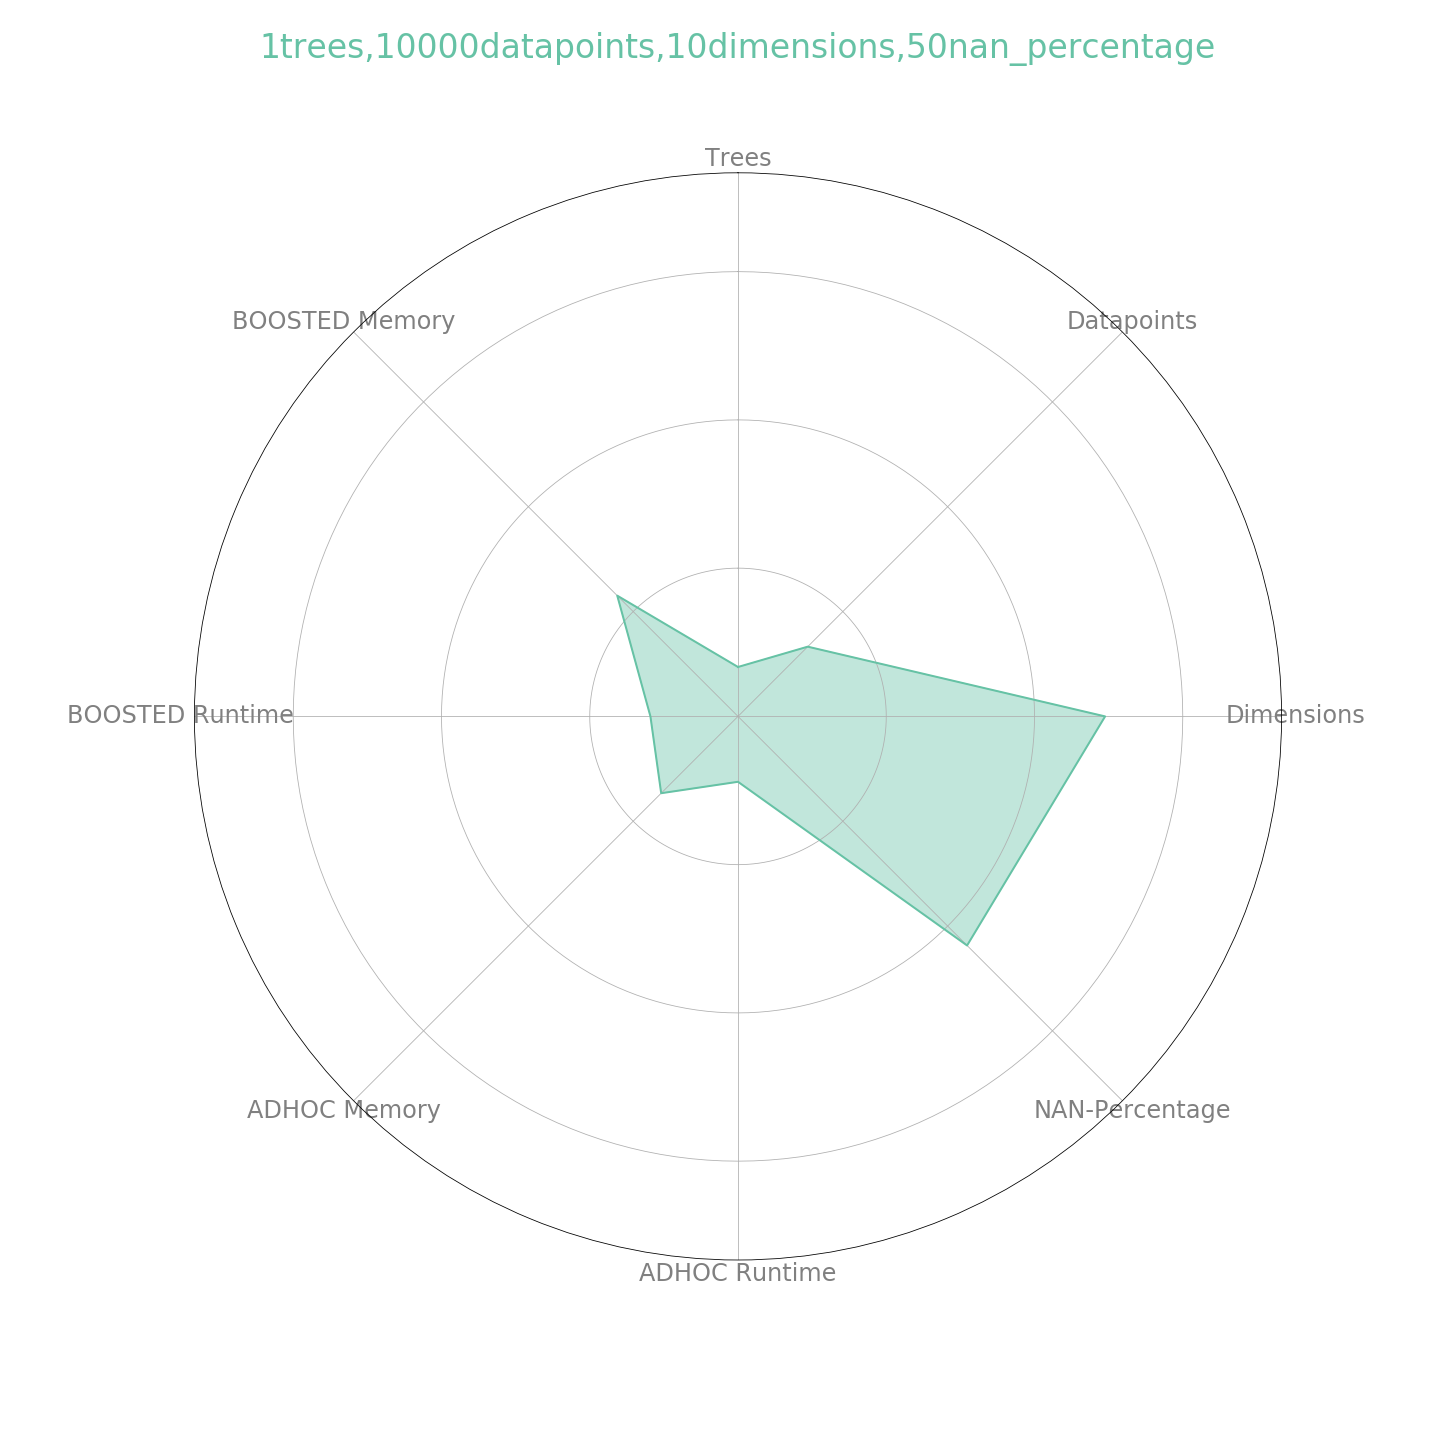 1trees,10000datapoints,10dimensions,50nan_percentage
Trees
BOOSTED Memory
Datapoints
BOOSTED Runtime
Dimensions
ADHOC Memory
NAN-Percentage
ADHOC Runtime